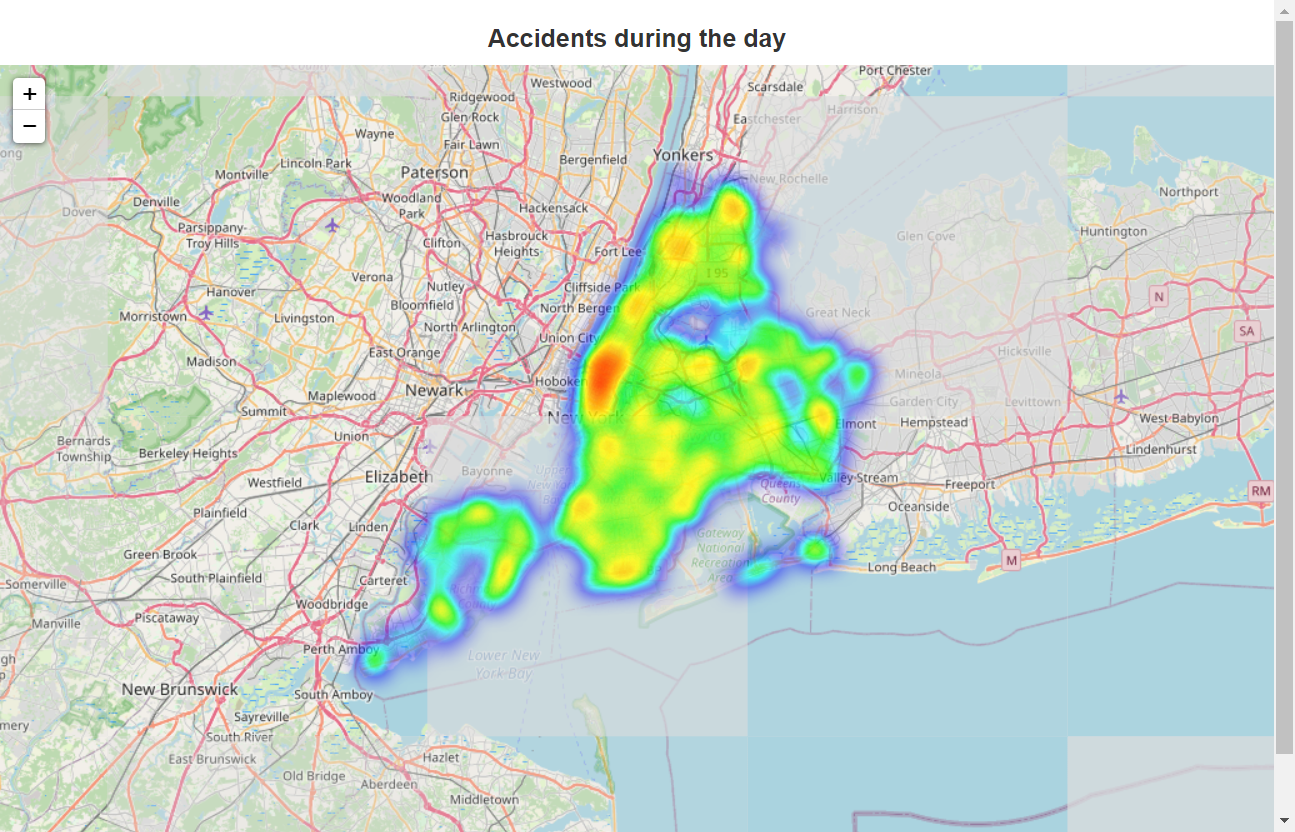 Accidents during the day
+
−
Port Chester
Westwood
Scarsdale
Ridgewood
Harrison
Glen Rock
Eastchester
Wayne
Fair Lawn
ong
Yonkers
Bergenfield
Lincoln Park
Paterson
Montville
New Rochelle
Northport
Denville
Woodland
Park
Hackensack
Dover
Parsippany-
Troy Hills
Hasbrouck
Heights
Clifton
Glen Cove
Huntington
Fort Lee
I 95
Verona
Cliffside Park
Nutley
Hanover
N
Bloomfield
North Bergen
Great Neck
Morristown
Livingston
North Arlington
SA
Union City
East Orange
Hicksville
Madison
Mineola
Hoboken
Newark
Maplewood
Garden City
Levittown
Summit
New York
West Babylon
Elmont
Hempstead
Union
Bernards
Township
Berkeley Heights
Lindenhurst
Bayonne
Upper
Elizabeth
Valley Stream
Westfield
Queens
County
Freeport
RM
Plainfield
Oceanside
Clark
Linden
Gateway
National
Recreation
Area
Green Brook
M
Long Beach
South Plainfield
Carteret
Somerville
Woodbridge
Piscataway
Manville
Perth Amboy
Lower New
York Bay
gh
New Brunswick
South Amboy
Sayreville
mery
South River
East Brunswick
Hazlet
Old Bridge
Aberdeen
Middletown